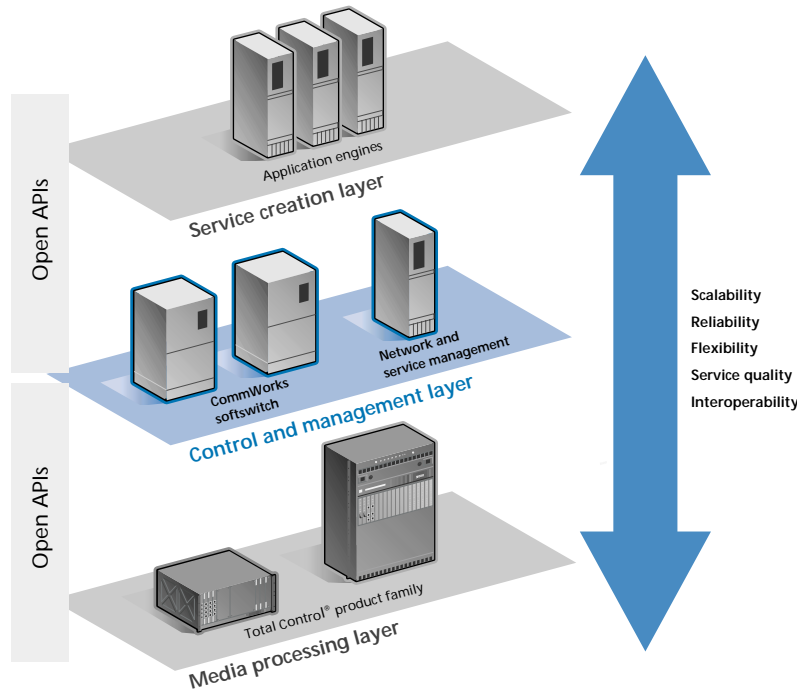 Open APIs
Application engines
Service creation layer
Network and
service management
CommWorks
softswitch
Control and management layer
Open APIs
Total Control® product family
Media processing layer
Scalability
Reliability
Flexibility
Service quality
Interoperability